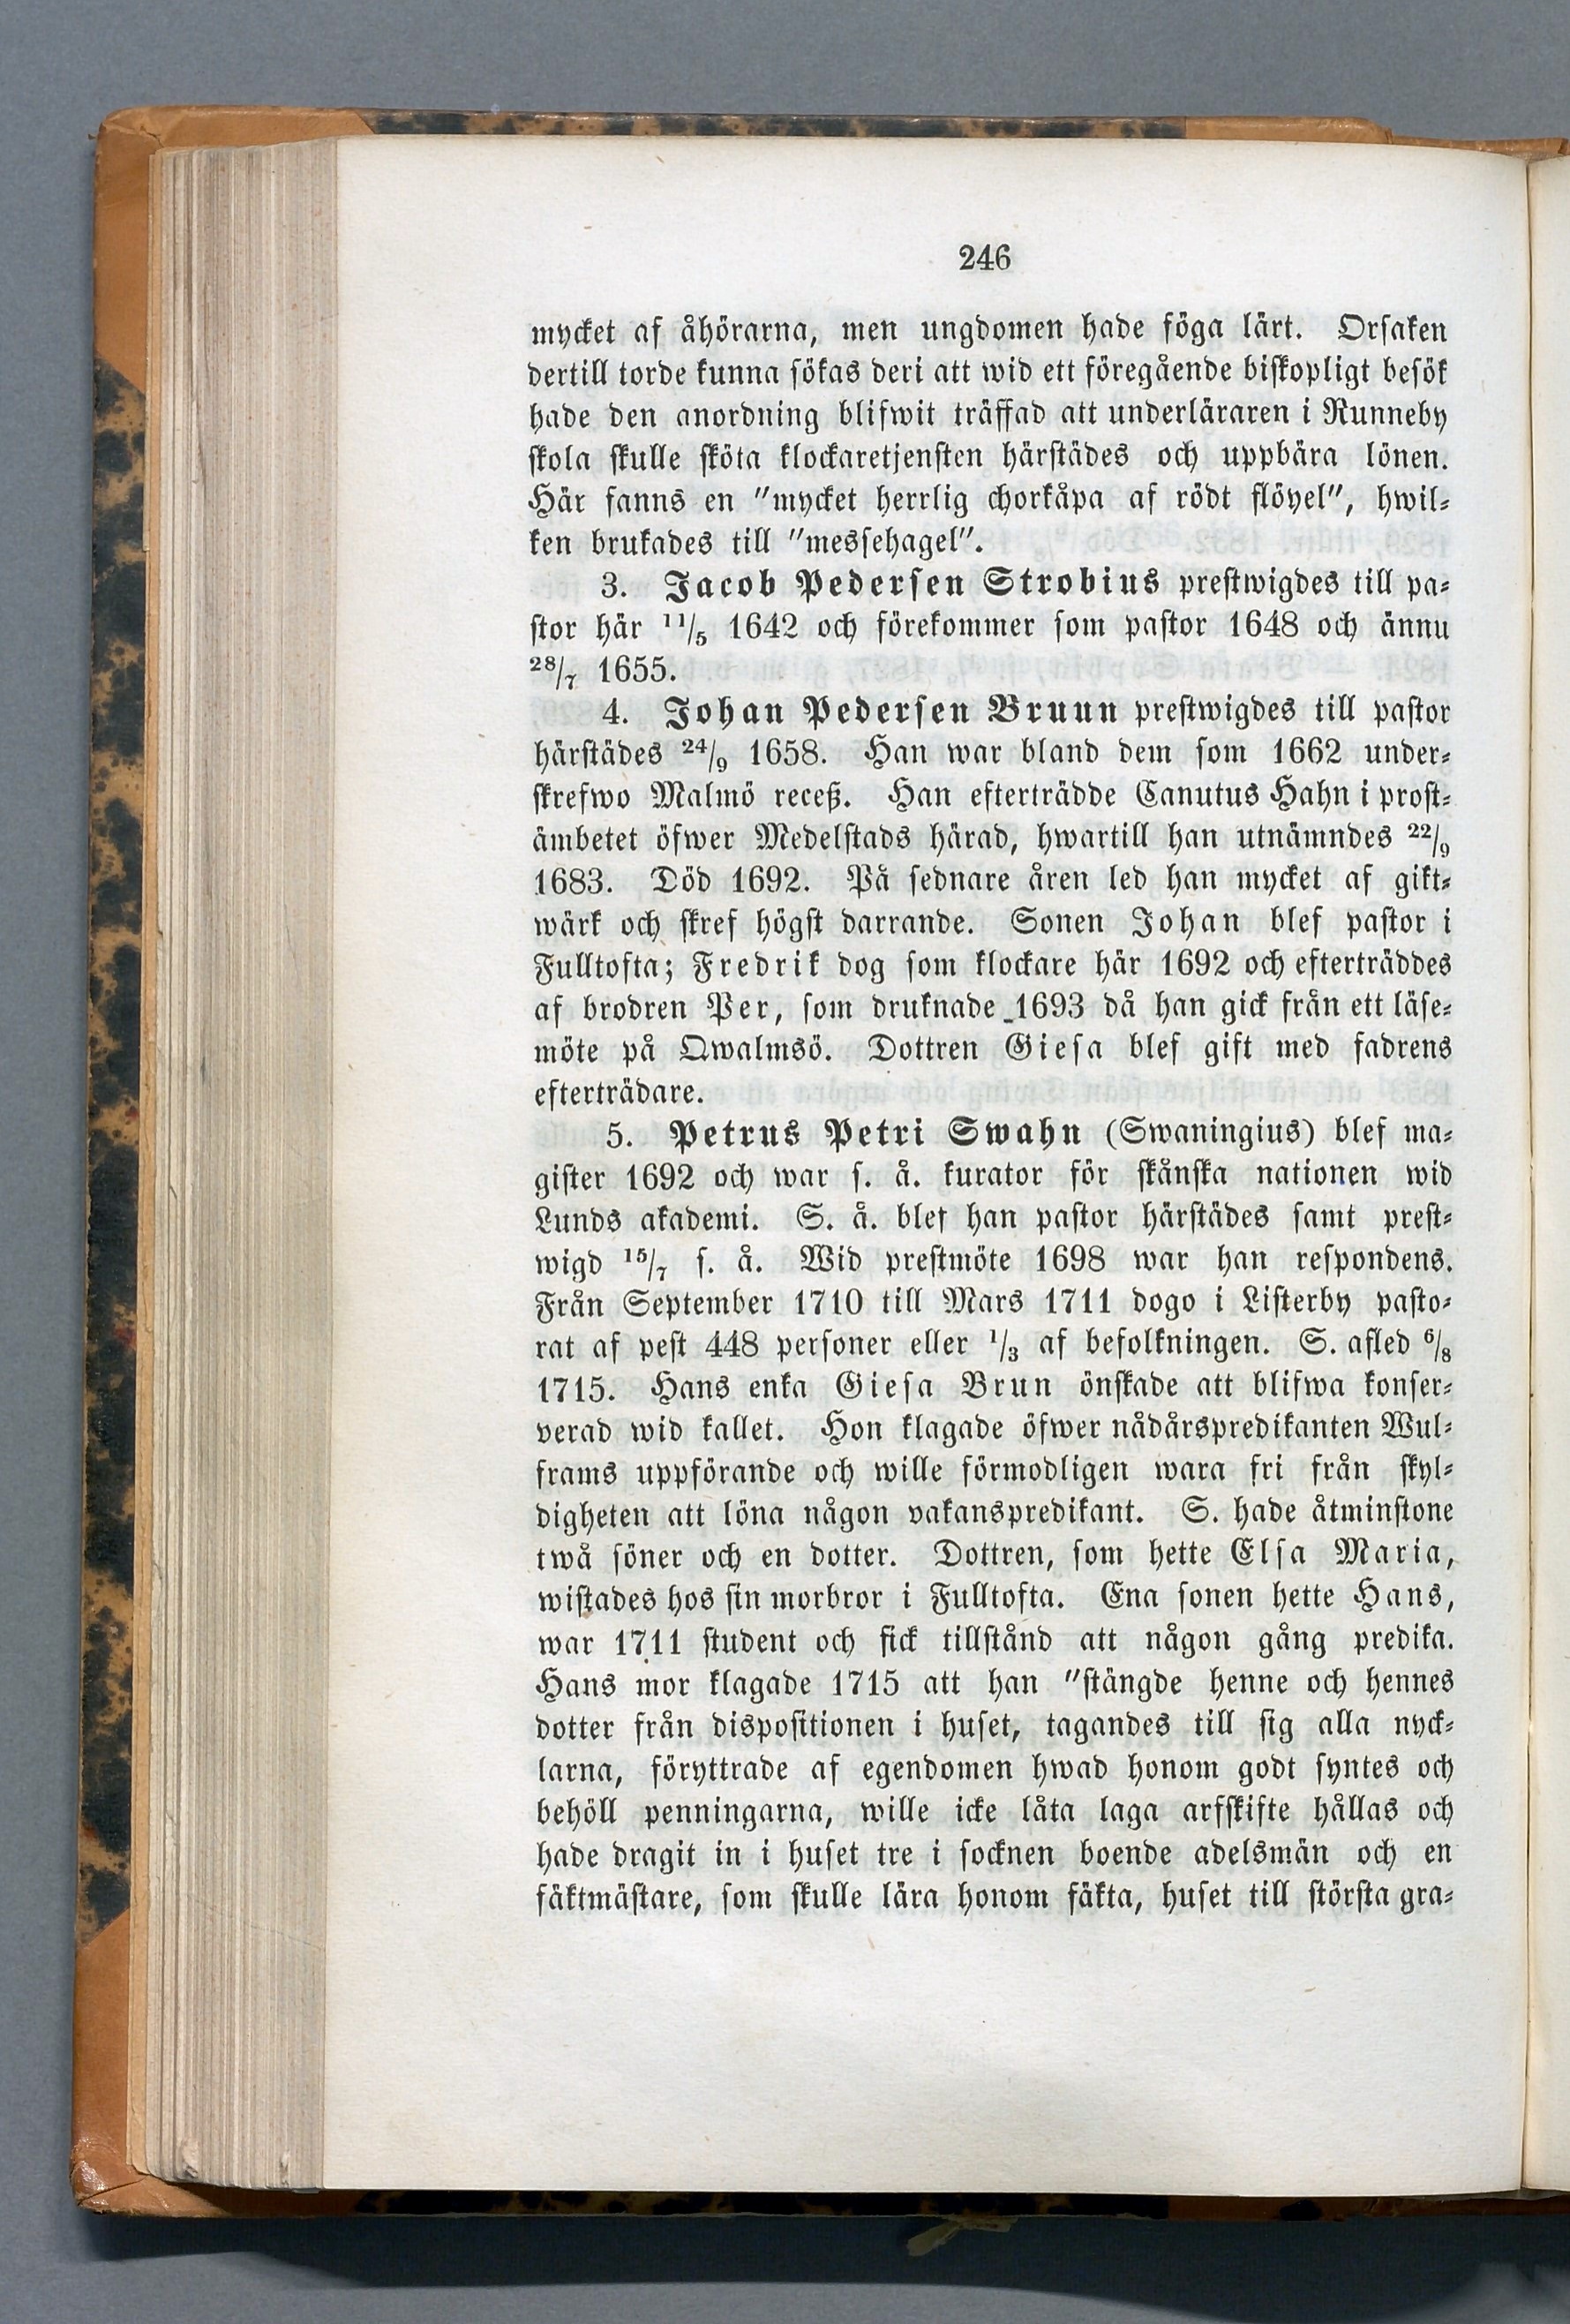 246
mycket af åhörarna, men ungdomen hade föga lärt. Orsaken
dertill torde kunna sökas deri att wid ett föregående biskopligt besök
hade den anordning blifwit träffad att underläraren i Runneby
skola skulle sköta klockaretjensten härstädes och uppbära lönen.
Här fanns en "mycket herrlig chorkåpa af rödt flöyel", hwil-
ken brukades till "messehagel".
3. Jacob Pedersen Strobius prestwigdes till pa-
stor här 11/5 1642 och förekommer som pastor 1648 och ännu
28/7 1655.
4. Johan Pedersen Bruun prestwigdes till pastor
härstädes 24/9 1658. Han war bland dem som 1662 under-
skrefwo Malmö receß. Han efterträdde Canutus Hahn i prost-
ämbetet öfwer Medelstads härad, hwartill han utnämndes 22/9
1683. Död 1692. På sednare åren led han mycket af gikt-
wärk och skref högst darrande. Sonen Johan blef pastor i
Fulltofta; Fredrik dog som klockare här 1692 och efterträddes
af brodren Per, som druknade 1693 då han gick från ett läse-
möte på Qwalmsö. Dottren Giesa blef gift med fadrens
efterträdare.
5. Petrus Petri Swahn (Swaningius) blef ma-
gister 1692 och war s. å. kurator för skånska nationen wid
Lunds akademi. S. å. blef han pastor härstädes samt prest-
wigd 15/7 s. å. Wid prestmöte 1698 war han respondens.
Från September 1710 till Mars 1711 dogo i Listerby pasto-
rat af pest 448 personer eller 1/3 af befolkningen. S. afled 6/8
1715. Hans enka Giesa Brun önskade att blifwa konser-
verad wid kallet. Hon klagade öfwer nådårspredikanten Wul-
frams uppförande och wille förmodligen wara fri från skyl-
digheten att löna någon vakanspredikant. S. hade åtminstone
twå söner och en dotter. Dottren, som hette Elsa Maria,
wistades hos sin morbror i Fulltofta. Ena sonen hette Hans,
war 1711 student och fick tillstånd att någon gång predika.
Hans mor klagade 1715 att han "stängde henne och hennes
dotter från dispositionen i huset, tagandes till sig alla nyck-
larna, föryttrade af egendomen hwad honom godt syntes och
behöll penningarna, wille icke låta laga arfskifte hållas och
hade dragit in i huset tre i socknen boende adelsmän och en
fäktmästare, som skulle lära honom fäkta, huset till största gra-